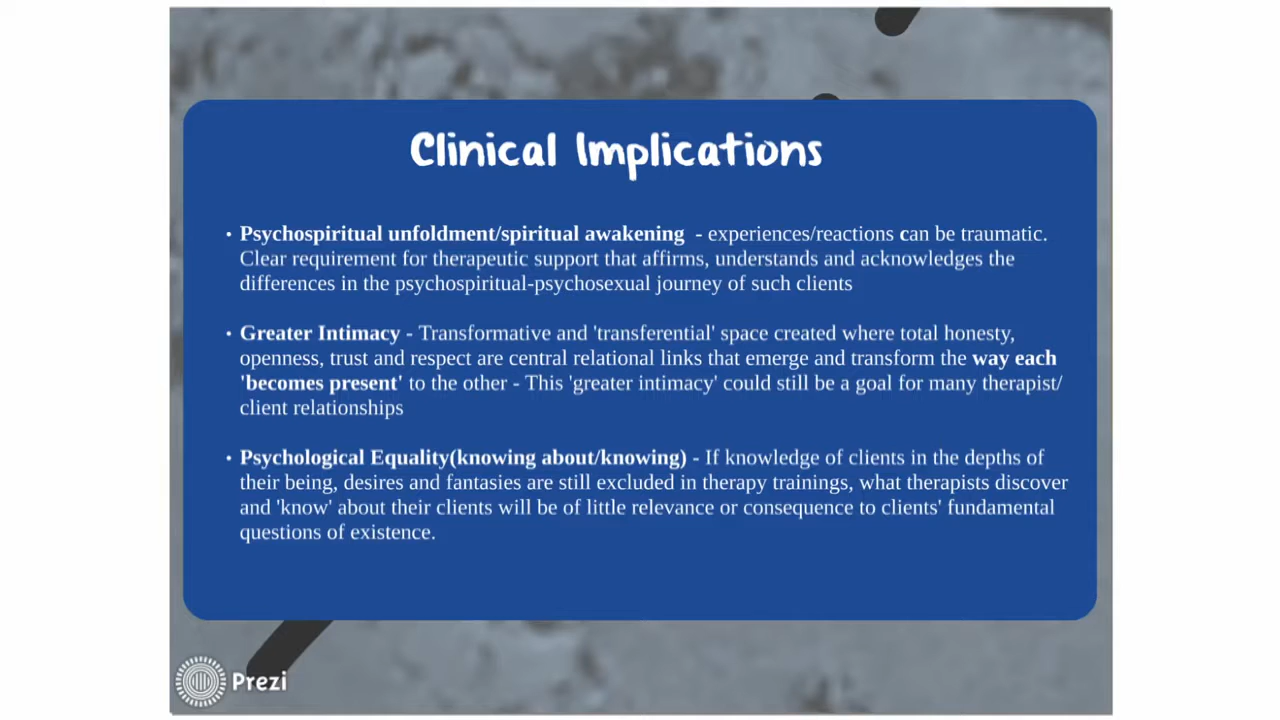 Clinical Implications
• Psychospiritual unfoldment/spiritual awakening - experiences/reactions can be traumatic.
Clear requirement for therapeutic support that affirms, understands and acknowledges the
differences in the psychospiritual-psychosexual journey of such clients
• Greater Intimacy - Transformative and 'transferential' space created where total honesty,
openness, trust and respect are central relational links that emerge and transform the way each
'becomes present' to the other - This 'greater intimacy' could still be a goal for many therapist/
client relationships
• Psychological Equality(knowing about/knowing) - If knowledge of clients in the depths of
their being, desires and fantasies are still excluded in therapy trainings, what therapists discover
and 'know' about their clients will be of little relevance or consequence to clients' fundamental
questions of existence.
Prezi